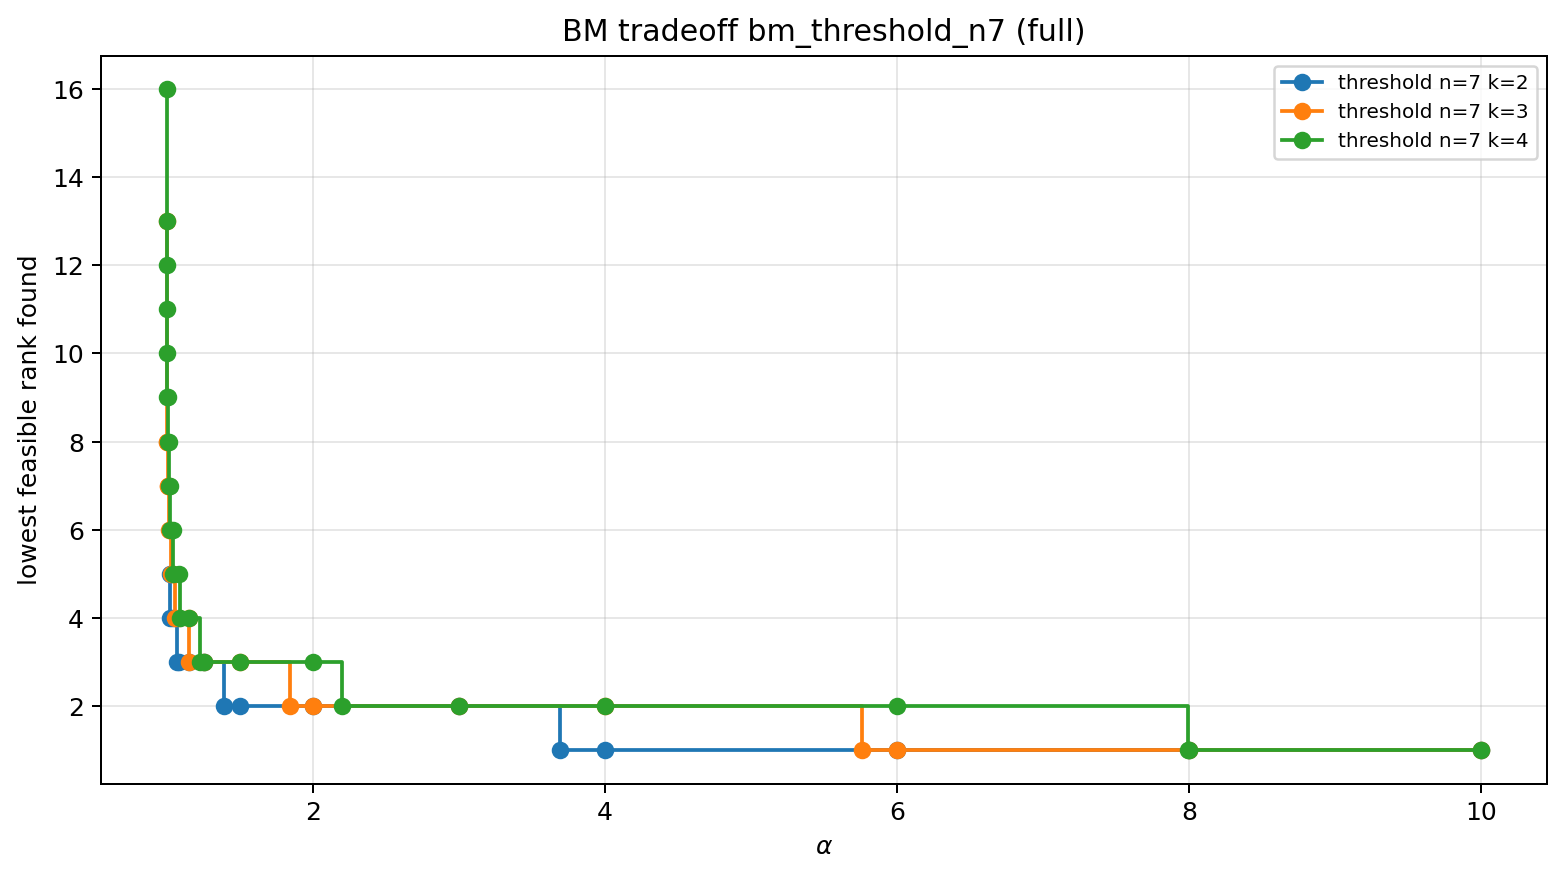 BM tradeoff bm_threshold_n7 (full)
threshold n=7 k=2
threshold n=7 k=3
threshold n=7 k=4
lowest feasible rank found
16
14
12
10
8
6
4
2
2 4 6 8 10
α